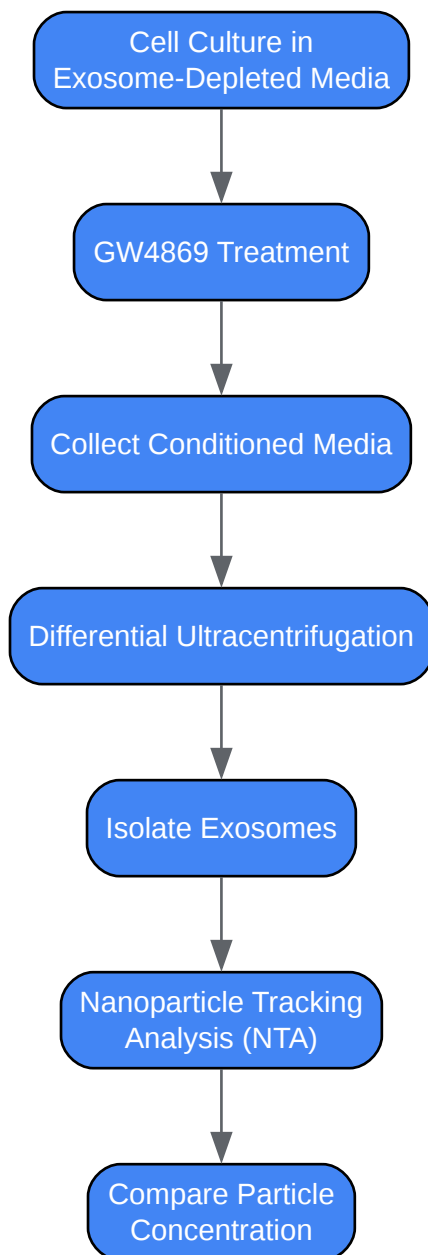 Cell Culture in
Exosome-Depleted Media
GW4869 Treatment
Collect Conditioned Media
Differential Ultracentrifugation
Isolate Exosomes
Nanoparticle Tracking
Analysis (NTA)
Compare Particle
Concentration